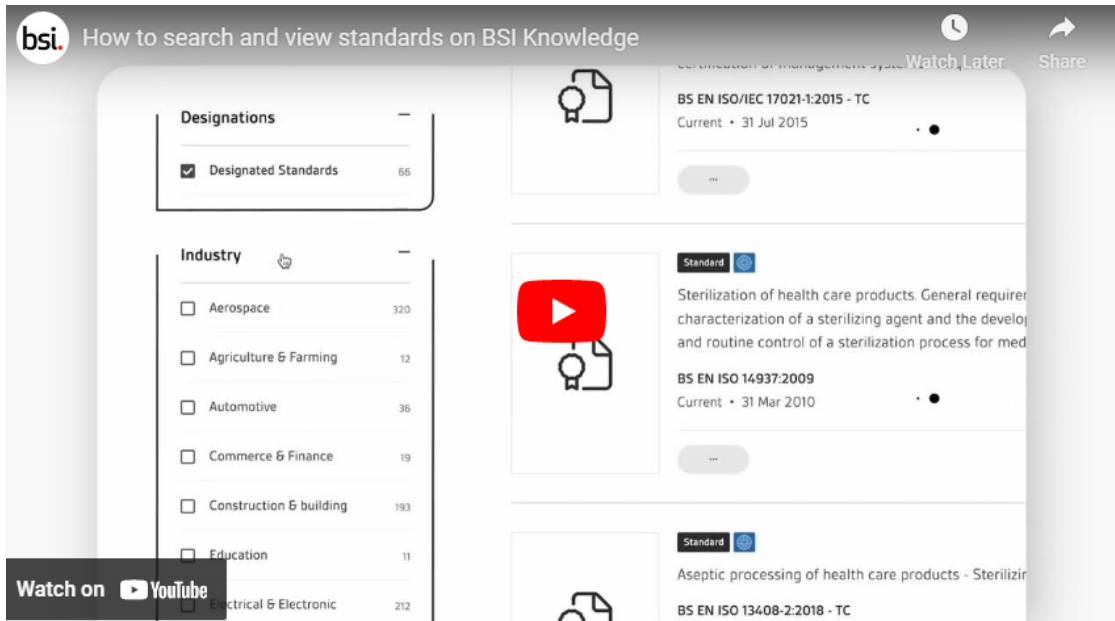 bsi.
How to search and view standards on BSI Knowledge
Watch Later
Share
Designations
Designated Standards 66
Industry
Aerospace 320
Agriculture & Farming 12
Automotive 36
Commerce & Finance 19
Construction & building 193
Education 11
Electrical & Electronic 212
Watch on YouTube
BS EN ISO/IEC 17021-1:2015 - TC
Current • 31 Jul 2015
...
Standard
Sterilization of health care products. General
characterization of a sterilizing agent and the
and routine control of a sterilization process for
BS EN ISO 14937:2009
Current • 31 Mar 2010
...
Standard
Aseptic processing of health care products -
BS EN ISO 13408-2:2018 - TC